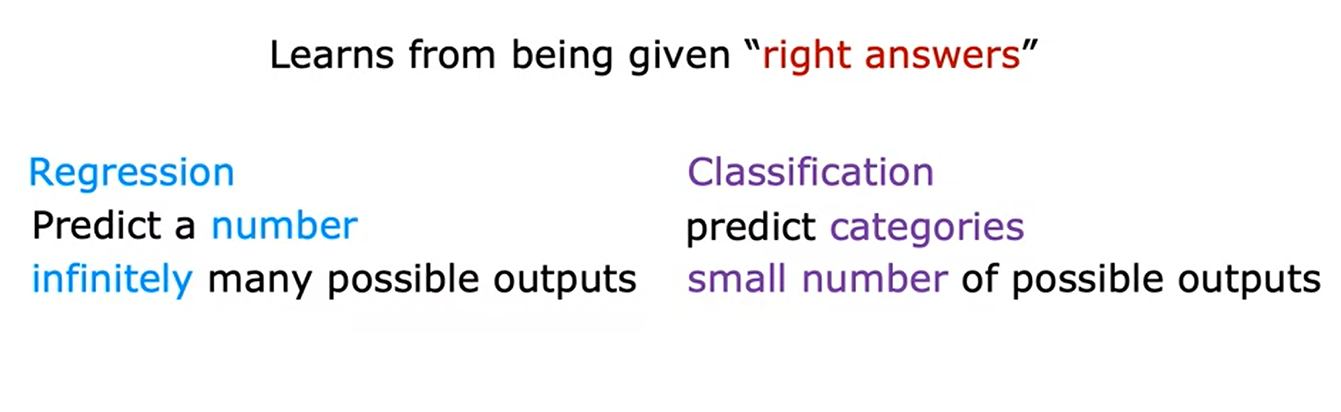 Learns from being given “right answers”
Regression
Predict a number
infinitely many possible outputs
Classification
predict categories
small number of possible outputs